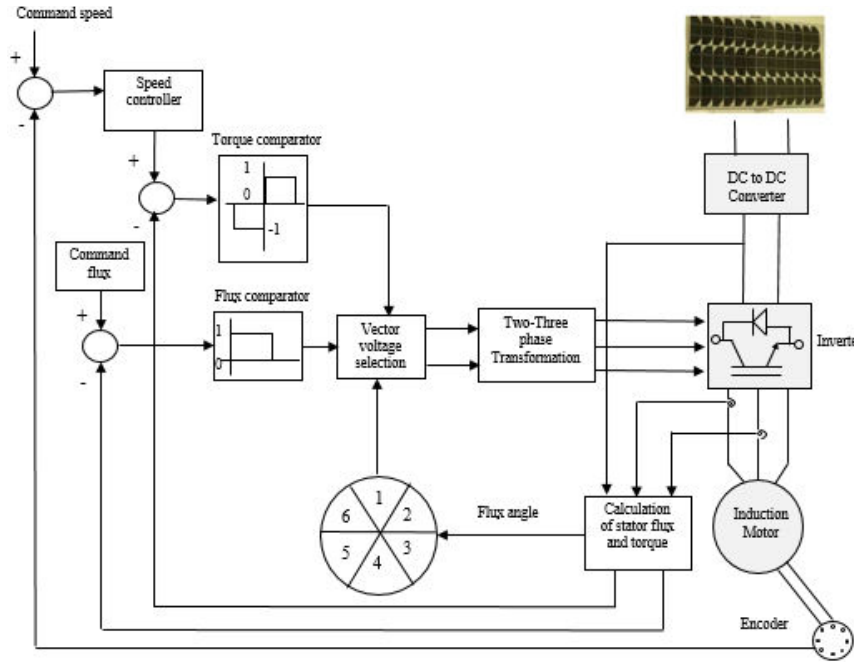 Command speed
+
-
Speed
controller
Torque comparator
+
-
1
0
-1
DC to DC
Converter
Command
flux
Flux comparator
+
-
1
0
Vector
voltage
selection
Two-Three
phase
Transformation
Inverte
1
2
3
4
5
6
Flux angle
Calculation
of stator flux
and torque
Induction
Motor
Encoder